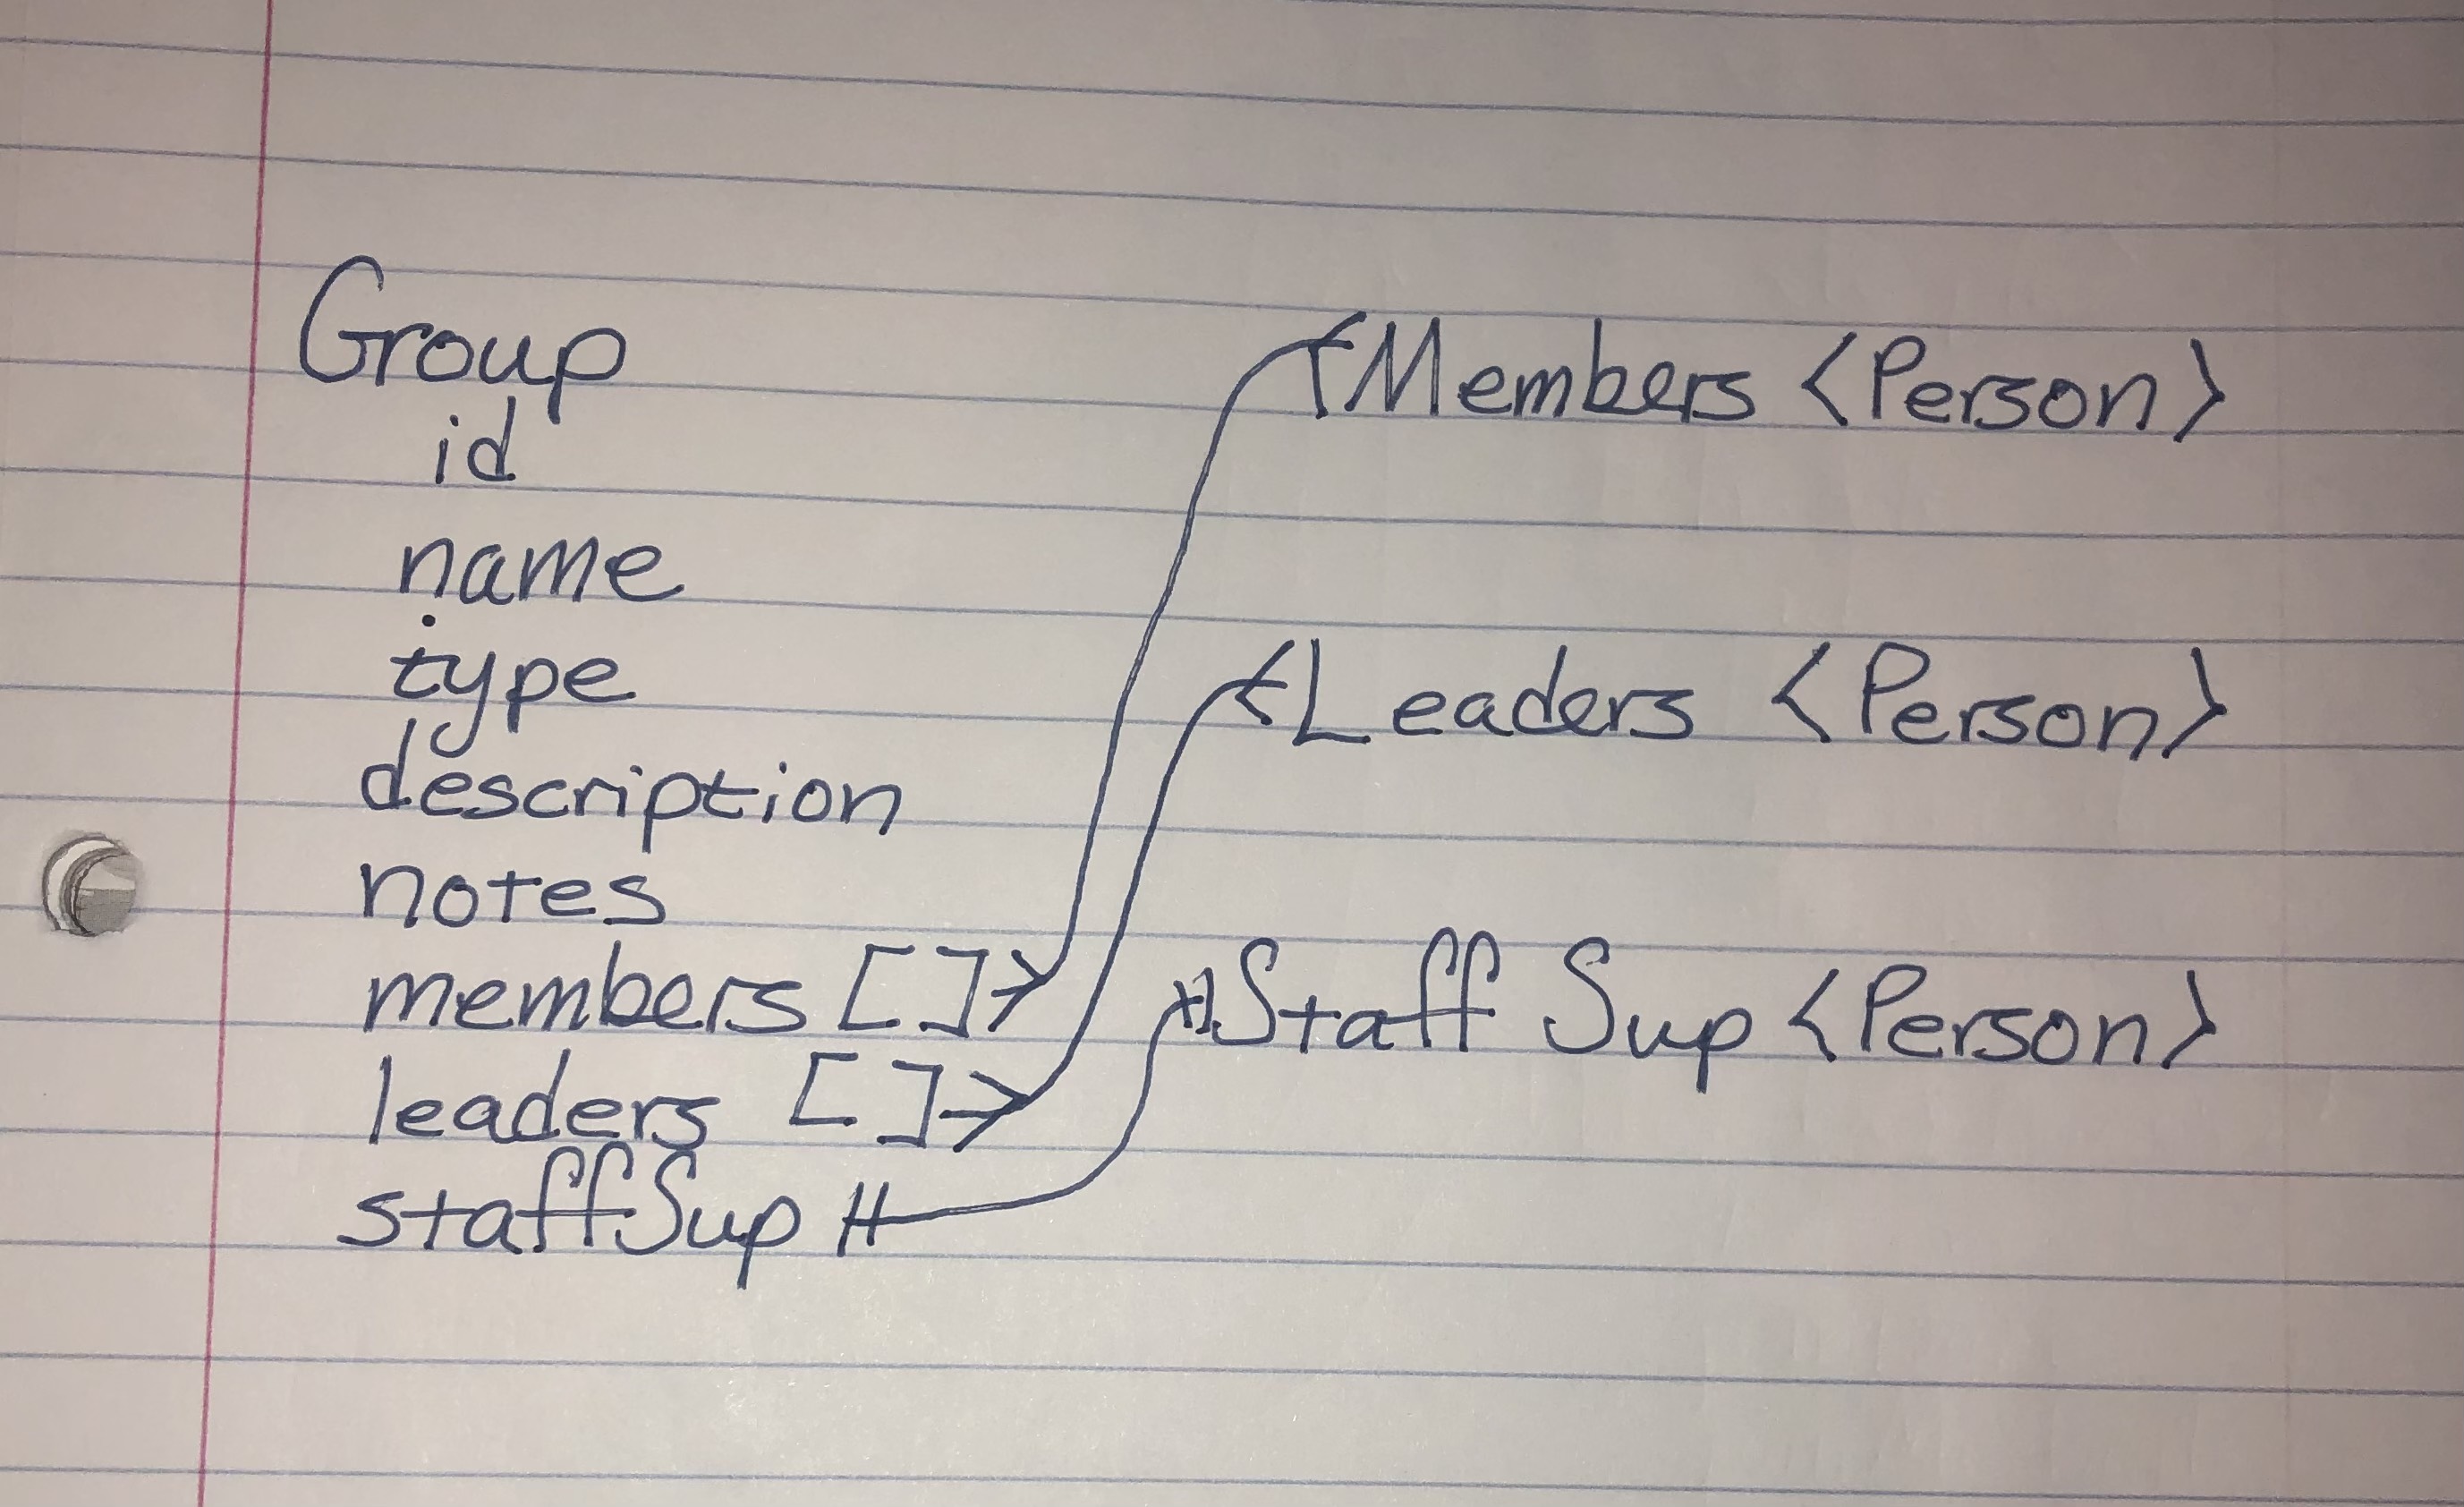 Group
id
name
type
description
notes
members []
leaders []
staffSup
Members <Person>
Leaders <Person>
Staff Sup <Person>